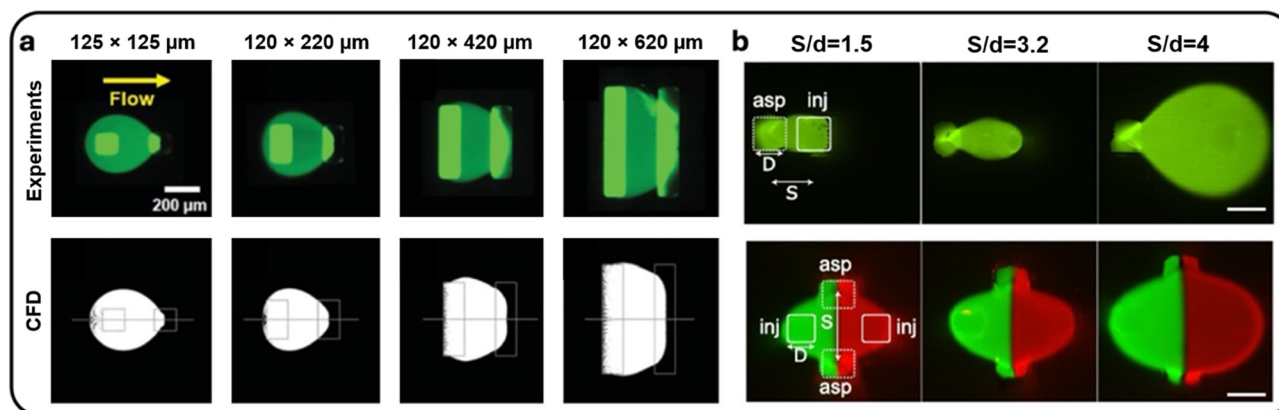 a
125 × 125 µm
120 × 220 µm
120 × 420 µm
120 × 620 µm
Experiments
Flow
200 µm
CFD
b
S/d=1.5
S/d=3.2
S/d=4
asp
inj
D
S
asp
inj
S
inj
D
asp